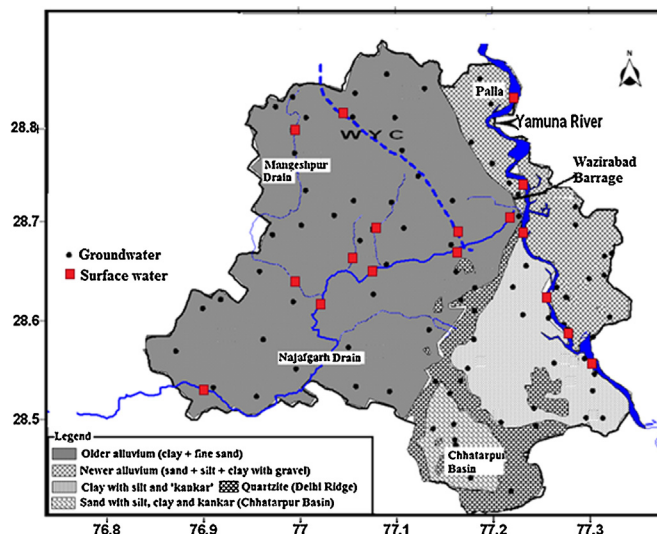 N
Palla
28.8
WYC
Yamuna River
Mungeshpur
Drain
Wazirabad
Barrage
28.7
Groundwater
Surface water
28.6
Najafgarh Drain
28.5
Chhatarpur
Basin
Legend
Older alluvium (clay + fine sand)
Newer alluvium (sand + silt + clay with gravel)
Clay with silt and 'kankar'
Quartzite (Delhi Ridge)
Sand with silt, clay and kankar (Chhatarpur Basin)
76.8 76.9 77 77.1 77.2 77.3